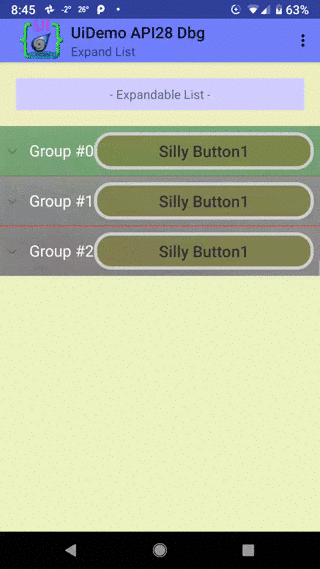 8:45 -2° 26° 63%
UiDemo API28 Dbg
Expand List
- Expandable List -
Group #0 Silly Button1
Group #1 Silly Button1
Group #2 Silly Button1